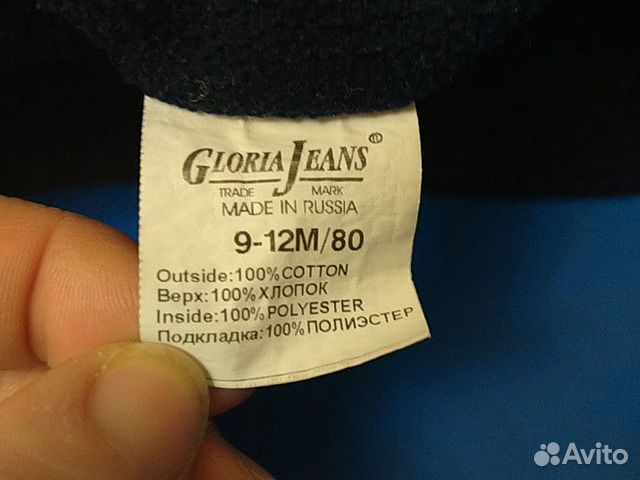 GLORIA JEANS®
TRADE MARK
MADE IN RUSSIA
9-12M/80
Outside:100%COTTON
Верх:100%ХЛОПОК
Inside:100%POLYESTER
Подкладка:100%ПОЛИЭСТЕР
Avito